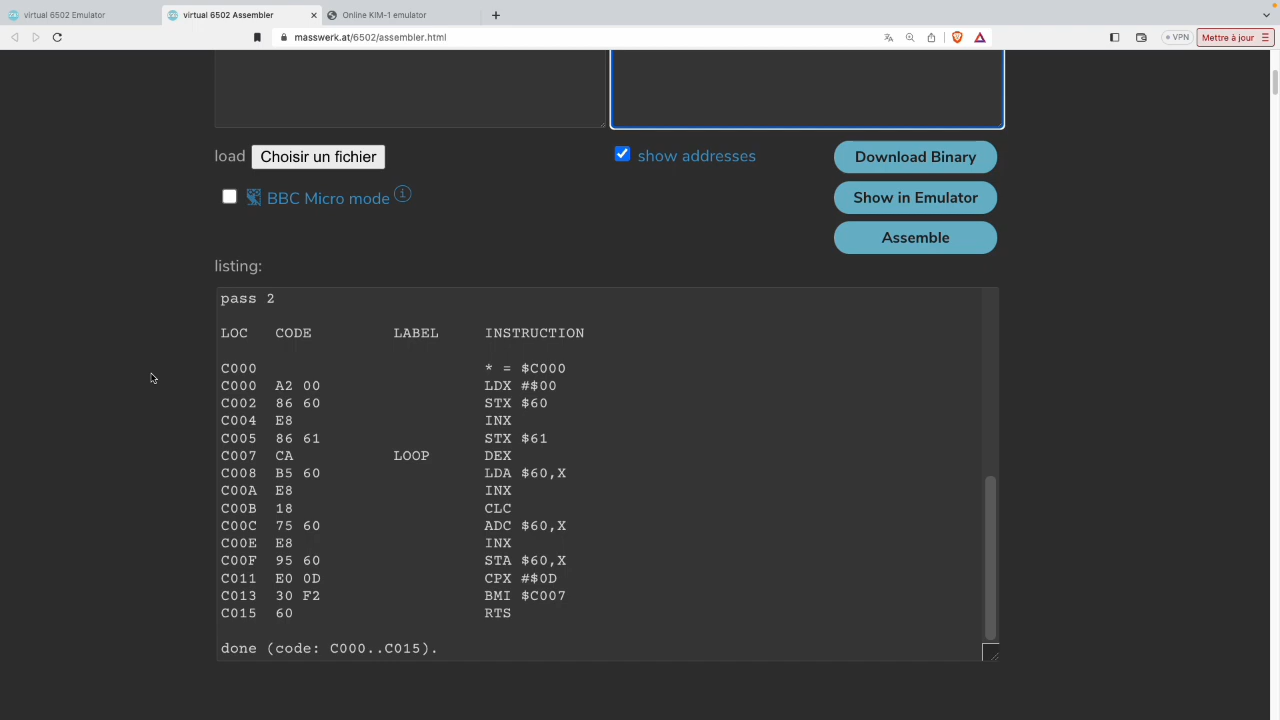 virtual 6502 Emulator
virtual 6502 Assembler
Online KIM-1 emulator
masswerk.at/6502/assembler.html
VPN
Mettre à jour
load Choisir un fichier
show addresses
Download Binary
BBC Micro mode i
Show in Emulator
Assemble
listing:
pass 2
LOC CODE LABEL INSTRUCTION
C000 * = $C000
C000 A2 00 LDX #$00
C002 86 60 STX $60
C004 E8 INX
C005 86 61 STX $61
C007 CA LOOP DEX
C008 B5 60 LDA $60,X
C00A E8 INX
C00B 18 CLC
C00C 75 60 ADC $60,X
C00E E8 INX
C00F 95 60 STA $60,X
C011 E0 0D CPX #$0D
C013 30 F2 BMI $C007
C015 60 RTS
done (code: C000..C015).